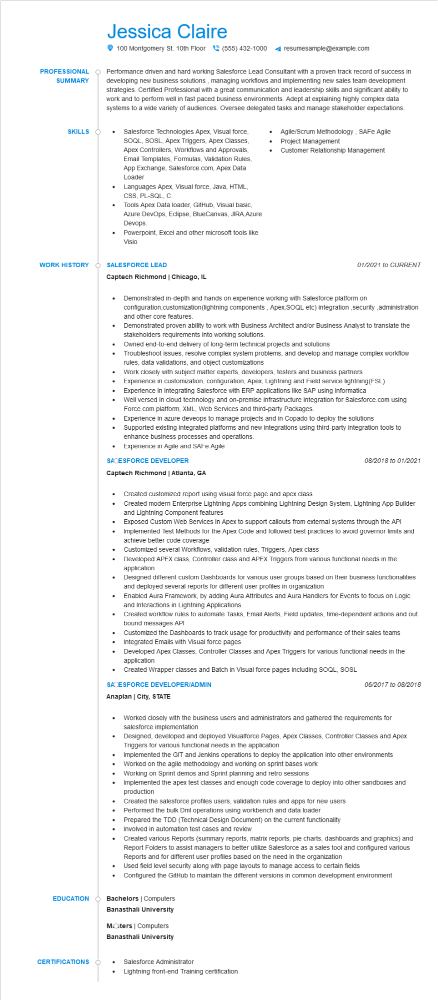 Jessica Claire
100 Montgomery St. 10th Floor (555) 432-1000 resumesample@example.com
PROFESSIONAL
SUMMARY
Performance driven and hard working Salesforce Lead Consultant with a proven track record of success in
developing new business solutions , managing workflows and implementing new sales team development
strategies. Certified Professional with a great communication and leadership skills and significant ability to
work and to perform well in fast paced business environments. Adept at explaining highly complex data
systems to a wide variety of audiences. Oversee delegated tasks and manage stakeholder expectations.
SKILLS
• Salesforce Technologies Apex, Visual force,
SOQL, SOSL, Apex Triggers, Apex Classes,
Apex Controllers, Workflows and Approvals,
Email Templates, Formulas, Validation Rules,
App Exchange, Salesforce.com, Apex Data
Loader
• Languages Apex, Visual force, Java, HTML,
CSS, PL-SQL, C.
• Tools Apex Data loader, GitHub, Visual basic,
Azure DevOps, Eclipse, BlueCanvas, JIRA,Azure
Devops.
• Powerpoint, Excel and other microsoft tools like
Visio
• Agile/Scrum Methodology , SAFe Agile
• Project Management
• Customer Relationship Management
WORK HISTORY
SALESFORCE LEAD 01/2021 to CURRENT
Captech Richmond | Chicago, IL
• Demonstrated in-depth and hands on experience working with Salesforce platform on
configuration,customization(lightning components , Apex,SOQL etc) integration ,security ,administration
and other core features.
• Demonstrated proven ability to work with Business Architect and/or Business Analyst to translate the
stakeholders requirements into working solutions.
• Owned end-to-end delivery of long-term technical projects and solutions
• Troubleshoot issues, resolve complex system problems, and develop and manage complex workflow
rules, data validations, and object customizations
• Work closely with subject matter experts, developers, testers and business partners
• Experience in customization, configuration, Apex, Lightning and Field service lightning(FSL)
• Experience in integrating Salesforce with ERP applications like SAP using Informatica
• Well versed in cloud technology and on-premise infrastructure integration for Salesforce.com using
Force.com platform, XML, Web Services and third-party Packages.
• Experience in azure deveops to manage projects and in Copado to deploy the solutions
• Supported existing integrated platforms and new integrations using third-party integration tools to
enhance business processes and operations.
• Experience in Agile and SAFe Agile
SALESFORCE DEVELOPER 08/2018 to 01/2021
Captech Richmond | Atlanta, GA
• Created customized report using visual force page and apex class
• Created modern Enterprise Lightning Apps combining Lightning Design System, Lightning App Builder
and Lightning Component features
• Exposed Custom Web Services in Apex to support callouts from external systems through the API
• Implemented Test Methods for the Apex Code and followed best practices to avoid governor limits and
achieve better code coverage
• Customized several Workflows, validation rules, Triggers, Apex class
• Developed APEX class, Controller class and APEX Triggers from various functional needs in the
application
• Designed different custom Dashboards for various user groups based on their business functionalities
and deployed several reports for different user profiles in organization
• Enabled Aura Framework, by adding Aura Attributes and Aura Handlers for Events to focus on Logic
and Interactions in Lightning Applications
• Created workflow rules to automate Tasks, Email Alerts, Field updates, time-dependent actions and out
bound messages API
• Customized the Dashboards to track usage for productivity and performance of their sales teams
• Integrated Emails with Visual force pages
• Developed Apex Classes, Controller Classes and Apex Triggers for various functional needs in the
application
• Created Wrapper classes and Batch in Visual force pages including SOQL, SOSL
SALESFORCE DEVELOPER/ADMIN 06/2017 to 08/2018
Anaplan | City, STATE
• Worked closely with the business users and administrators and gathered the requirements for
salesforce implementation
• Designed, developed and deployed Visualforce Pages, Apex Classes, Controller Classes and Apex
Triggers for various functional needs in the application
• Implemented the GIT and Jenkins operations to deploy the application into other environments
• Worked on the agile methodology and working on sprint bases work
• Working on Sprint demos and Sprint planning and retro sessions
• Implemented the apex test classes and enough code coverage to deploy into other sandboxes and
production
• Created the salesforce profiles users, validation rules and apps for new users
• Performed the bulk Dml operations using workbench and data loader
• Prepared the TDD (Technical Design Document) on the current functionality
• Involved in automation test cases and review
• Created various Reports (summary reports, matrix reports, pie charts, dashboards and graphics) and
Report Folders to assist managers to better utilize Salesforce as a sales tool and configured various
Reports and for different user profiles based on the need in the organization
• Used field level security along with page layouts to manage access to certain fields
• Configured the GitHub to maintain the different versions in common development environment
EDUCATION
Bachelors | Computers
Banasthali University
Masters | Computers
Banasthali University
CERTIFICATIONS
• Salesforce Administrator
• Lightning front-end Training certification